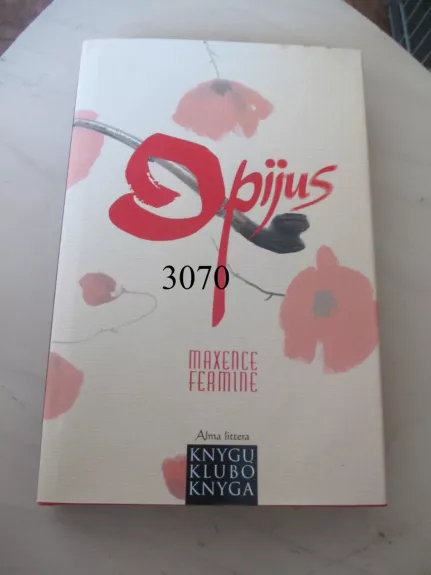 Opijus
3070
MAXENCE
FERMINE
Alma littera
KNYGŲ
KLUBO
KNYGA